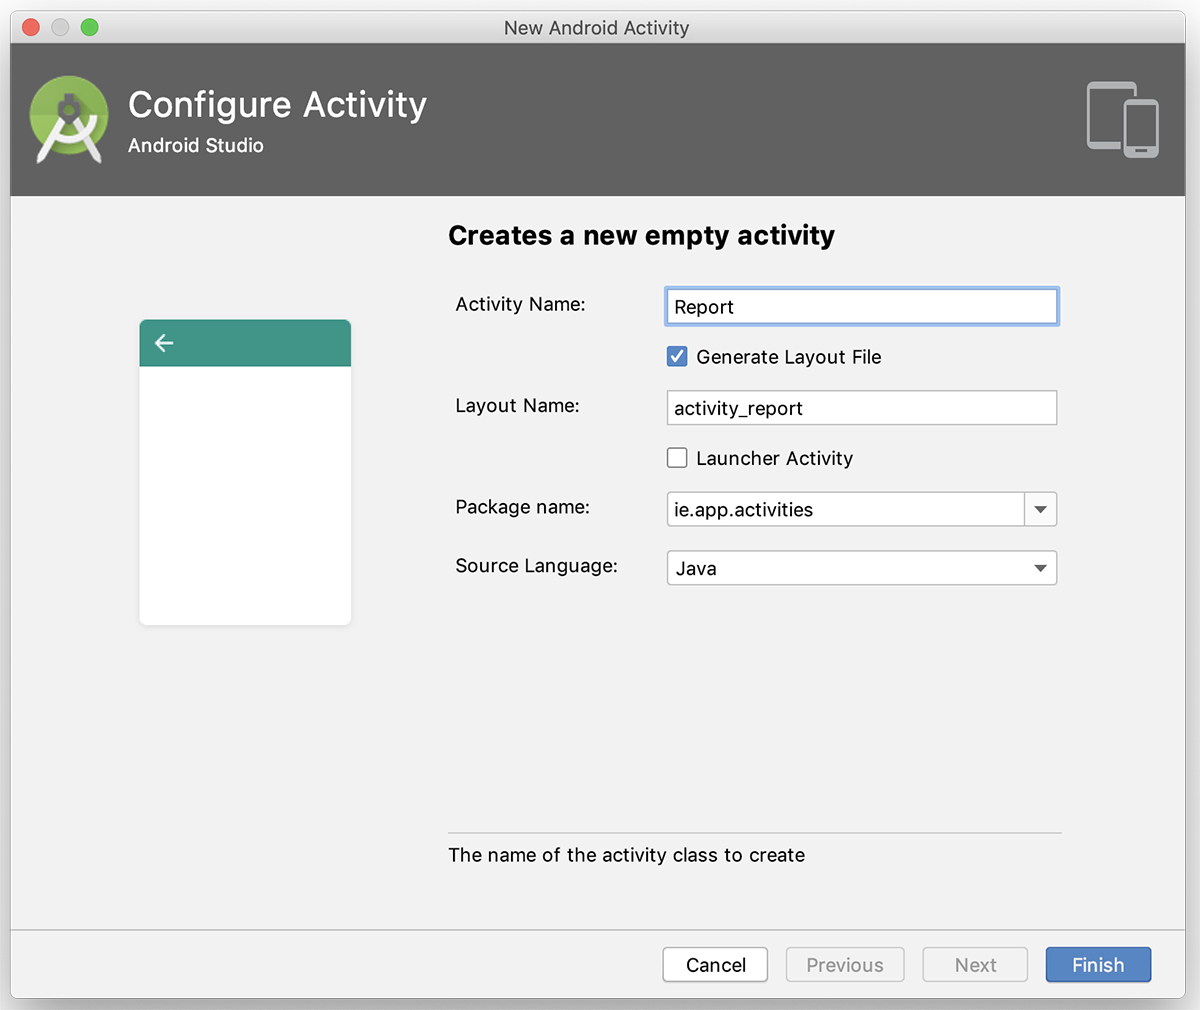 New Android Activity
Configure Activity
Android Studio
Creates a new empty activity
Activity Name: Report
Generate Layout File
Layout Name: activity_report
Launcher Activity
Package name: ie.app.activities
Source Language: Java
The name of the activity class to create
Cancel Previous Next Finish